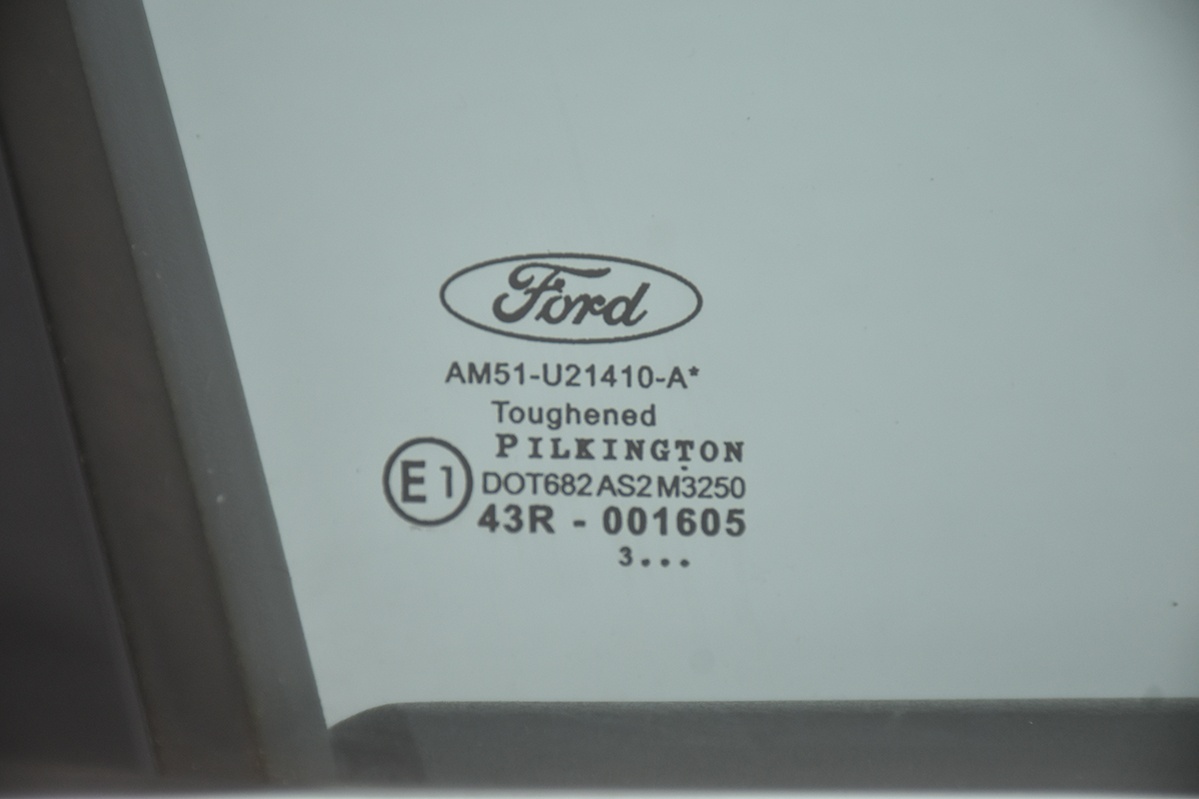 Ford
AM51-U21410-A*
Toughened
PILKINGTON
E1 DOT682 AS2 M3250
43R - 001605
3...